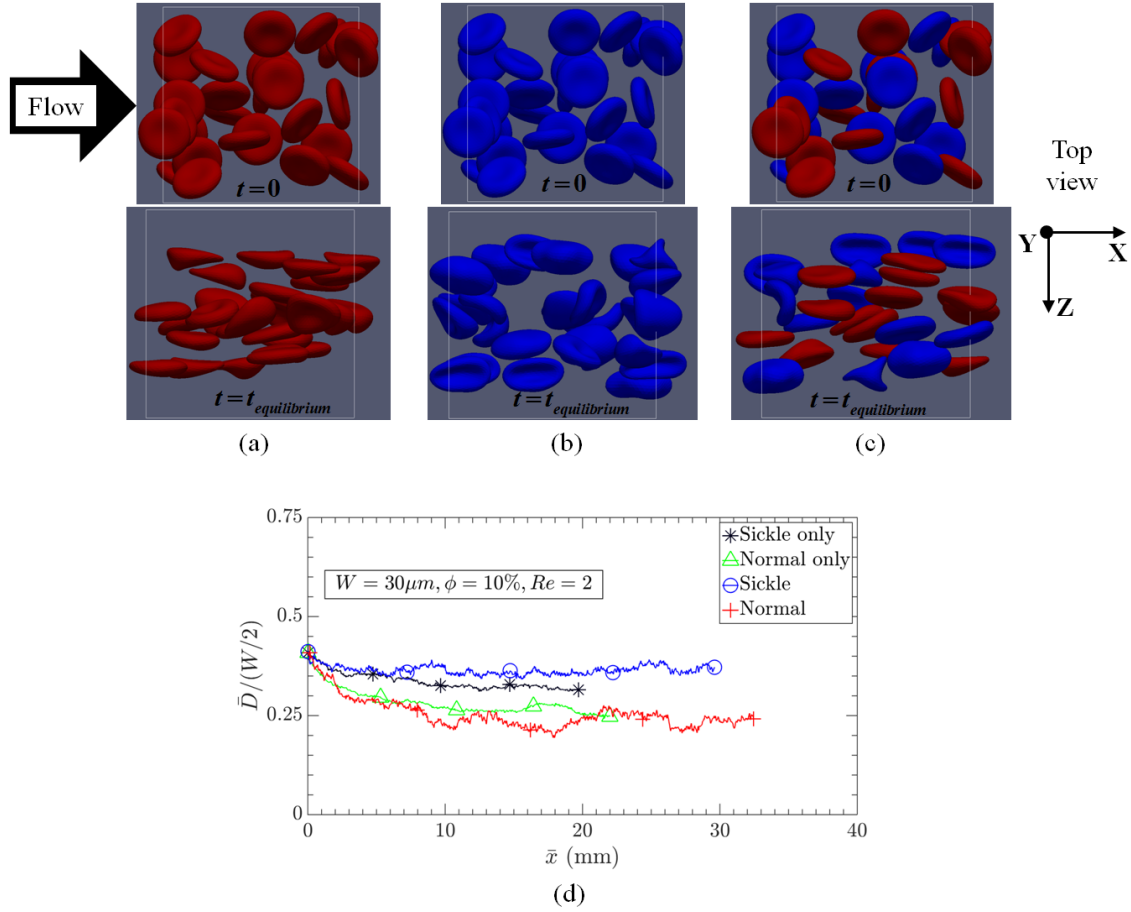 Flow
t=0
t=0
t=0
Top
view
Y
X
Z
t=t_equilibrium
t=t_equilibrium
t=t_equilibrium
(a)
(b)
(c)
0.75
0.5
0.25
0
D̄/(W/2)
W = 30μm, ϕ = 10%, Re = 2
Sickle only
Normal only
Sickle
Normal
0
10
20
30
40
x̄ (mm)
(d)